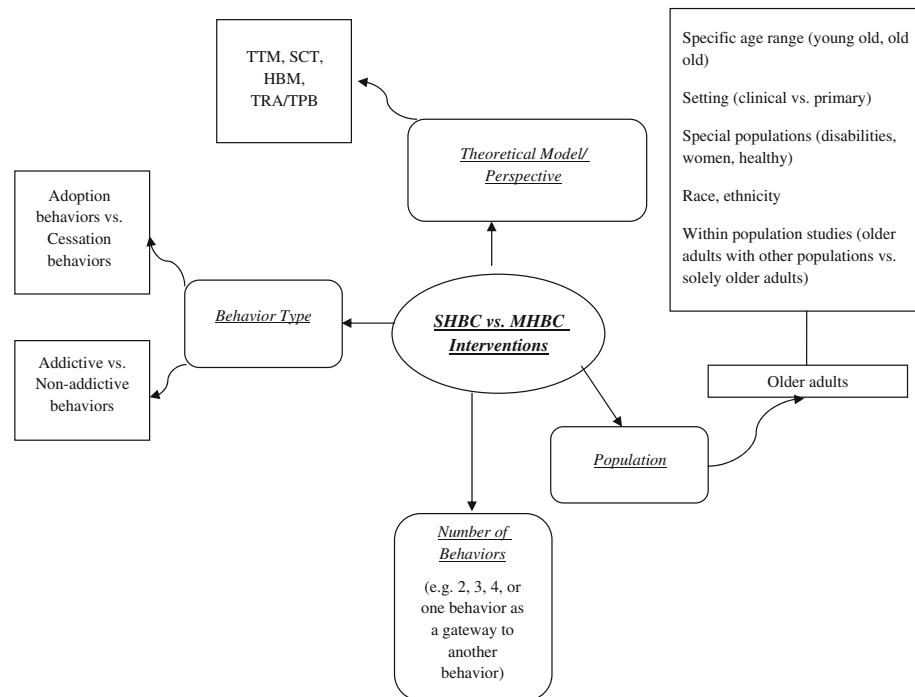 TTM, SCT,
HBM,
TRA/TPB
Specific age range (young old, old
old)
Setting (clinical vs. primary)
Special populations (disabilities,
women, healthy)
Race, ethnicity
Within population studies (older
adults with other populations vs.
solely older adults)
Theoretical Model/
Perspective
Adoption
behaviors vs.
Cessation
behaviors
Behavior Type
SHBC vs. MHBC
Interventions
Addictive vs.
Non-addictive
behaviors
Older adults
Population
Number of
Behaviors
(e.g. 2, 3, 4, or
one behavior as
a gateway to
another
behavior)